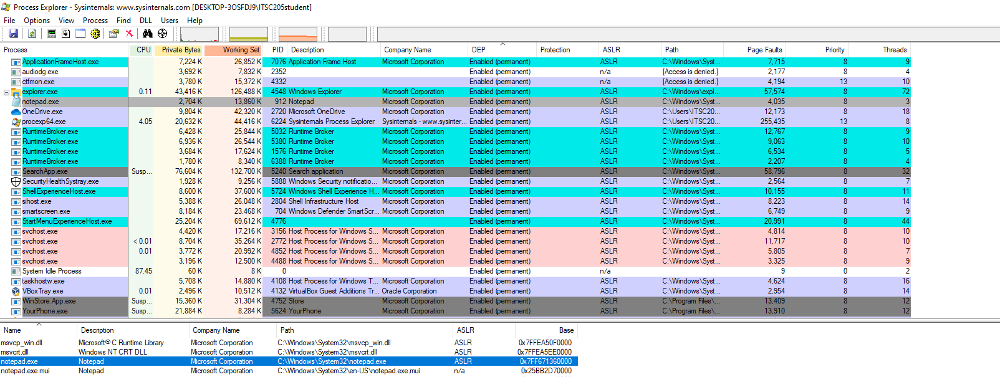 Process Explorer - Sysinternals: www.sysinternals.com [DESKTOP-3OSFDJ9\ITSC205student]
File Options View Process Find DLL Users Help
Process CPU Private Bytes Working Set PID Description Company Name DEP Protection ASLR Path Page Faults Priority Threads
ApplicationFrameHost.exe 7,224 K 26,852 K 7076 Application Frame Host Microsoft Corporation Enabled (permanent) ASLR C:\Windows\Syst... 7,715 8 9
audiodg.exe 3,692 K 7,832 K 2352 Enabled (permanent) n/a [Access is denied.] 2,177 8 4
ctfmon.exe 3,780 K 15,372 K 4332 Enabled (permanent) n/a [Access is denied.] 4,194 13 10
explorer.exe 0.11 43,416 K 126,488 K 4548 Windows Explorer Microsoft Corporation Enabled (permanent) ASLR C:\Windows\expl... 57,574 8 72
notepad.exe 2,704 K 13,860 K 912 Notepad Microsoft Corporation Enabled (permanent) ASLR C:\Windows\Syst... 4,035 8 3
OneDrive.exe 9,804 K 42,320 K 2720 Microsoft OneDrive Microsoft Corporation Enabled (permanent) ASLR C:\Users\ITSC20... 12,173 8 18
procexp64.exe 4.05 20,632 K 44,416 K 6224 Sysinternals Process Explorer Sysinternals - www.sysinter... Enabled (permanent) ASLR C:\Users\ITSC20... 255,435 13 8
RuntimeBroker.exe 6,428 K 25,844 K 5032 Runtime Broker Microsoft Corporation Enabled (permanent) ASLR C:\Windows\Syst... 12,767 8 9
RuntimeBroker.exe 6,936 K 26,544 K 5380 Runtime Broker Microsoft Corporation Enabled (permanent) ASLR C:\Windows\Syst... 9,063 8 10
RuntimeBroker.exe 3,684 K 17,624 K 1576 Runtime Broker Microsoft Corporation Enabled (permanent) ASLR C:\Windows\Syst... 6,534 8 5
RuntimeBroker.exe 1,780 K 8,340 K 6388 Runtime Broker Microsoft Corporation Enabled (permanent) ASLR C:\Windows\Syst... 2,207 8 4
SearchApp.exe Susp... 76,604 K 132,700 K 5240 Search application Microsoft Corporation Enabled (permanent) ASLR C:\Windows\Syst... 58,796 8 32
SecurityHealthSystray.exe 1,928 K 9,256 K 5888 Windows Security notificatio... Microsoft Corporation Enabled (permanent) ASLR C:\Windows\Syst... 2,564 8 7
ShellExperienceHost.exe 8,600 K 37,600 K 5724 Windows Shell Experience H... Microsoft Corporation Enabled (permanent) ASLR C:\Windows\Syst... 10,155 8 11
sihost.exe 5,388 K 26,048 K 2804 Shell Infrastructure Host Microsoft Corporation Enabled (permanent) ASLR C:\Windows\Syst... 8,223 8 14
smartscreen.exe 8,184 K 23,468 K 704 Windows Defender SmartScr... Microsoft Corporation Enabled (permanent) ASLR C:\Windows\Syst... 6,749 8 9
StartMenuExperienceHost.exe 25,204 K 69,612 K 4776 Enabled (permanent) ASLR C:\Windows\Syst... 20,991 8 44
svchost.exe 4,420 K 17,216 K 3156 Host Process for Windows S... Microsoft Corporation Enabled (permanent) ASLR C:\Windows\Syst... 4,814 8 10
svchost.exe < 0.01 8,704 K 35,264 K 2772 Host Process for Windows S... Microsoft Corporation Enabled (permanent) ASLR C:\Windows\Syst... 11,717 8 10
svchost.exe 0.01 3,772 K 20,992 K 4852 Host Process for Windows S... Microsoft Corporation Enabled (permanent) ASLR C:\Windows\Syst... 5,805 8 7
svchost.exe 3,196 K 12,500 K 4488 Host Process for Windows S... Microsoft Corporation Enabled (permanent) ASLR C:\Windows\Syst... 3,325 8 9
System Idle Process 87.45 60 K 8 K 0 Enabled (permanent) n/a 9 0 2
taskhostw.exe 5,708 K 14,880 K 4108 Host Process for Windows T... Microsoft Corporation Enabled (permanent) ASLR C:\Windows\Syst... 4,624 8 16
VBoxTray.exe 0.01 2,496 K 10,512 K 4132 VirtualBox Guest Additions Tr... Oracle Corporation Enabled (permanent) ASLR C:\Windows\Syst... 2,954 8 14
WinStore.App.exe Susp... 15,360 K 31,304 K 4752 Store Microsoft Corporation Enabled (permanent) ASLR C:\Program Files\... 13,409 8 12
YourPhone.exe Susp... 21,884 K 8,284 K 5624 YourPhone Microsoft Corporation Enabled (permanent) ASLR C:\Program Files\... 13,910 8 12
Name Description Company Name Path ASLR Base
msvcp_win.dll Microsoft® C Runtime Library Microsoft Corporation C:\Windows\System32\msvcp_win.dll ASLR 0x7FFEA50F0000
msvcrt.dll Windows NT CRT DLL Microsoft Corporation C:\Windows\System32\msvcrt.dll ASLR 0x7FFEA5EE0000
notepad.exe Notepad Microsoft Corporation C:\Windows\System32\notepad.exe ASLR 0x7FF671360000
notepad.exe.mui Notepad Microsoft Corporation C:\Windows\System32\en-US\notepad.exe.mui n/a 0x25BB2D70000